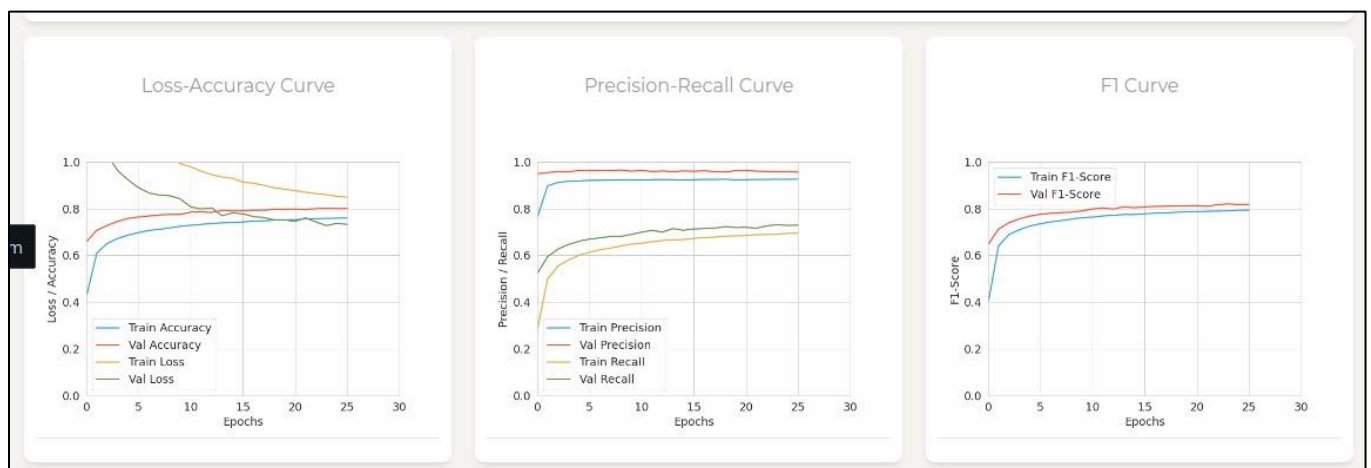 m
Loss-Accuracy Curve
1.0
0.8
0.6
0.4
0.2
0.0
Loss / Accuracy
Train Accuracy
Val Accuracy
Train Loss
Val Loss
0 5 10 15 20 25 30
Epochs
Precision-Recall Curve
1.0
0.8
0.6
0.4
0.2
0.0
Precision / Recall
Train Precision
Val Precision
Train Recall
Val Recall
0 5 10 15 20 25 30
Epochs
F1 Curve
1.0
0.8
0.6
0.4
0.2
0.0
F1-Score
Train F1-Score
Val F1-Score
0 5 10 15 20 25 30
Epochs